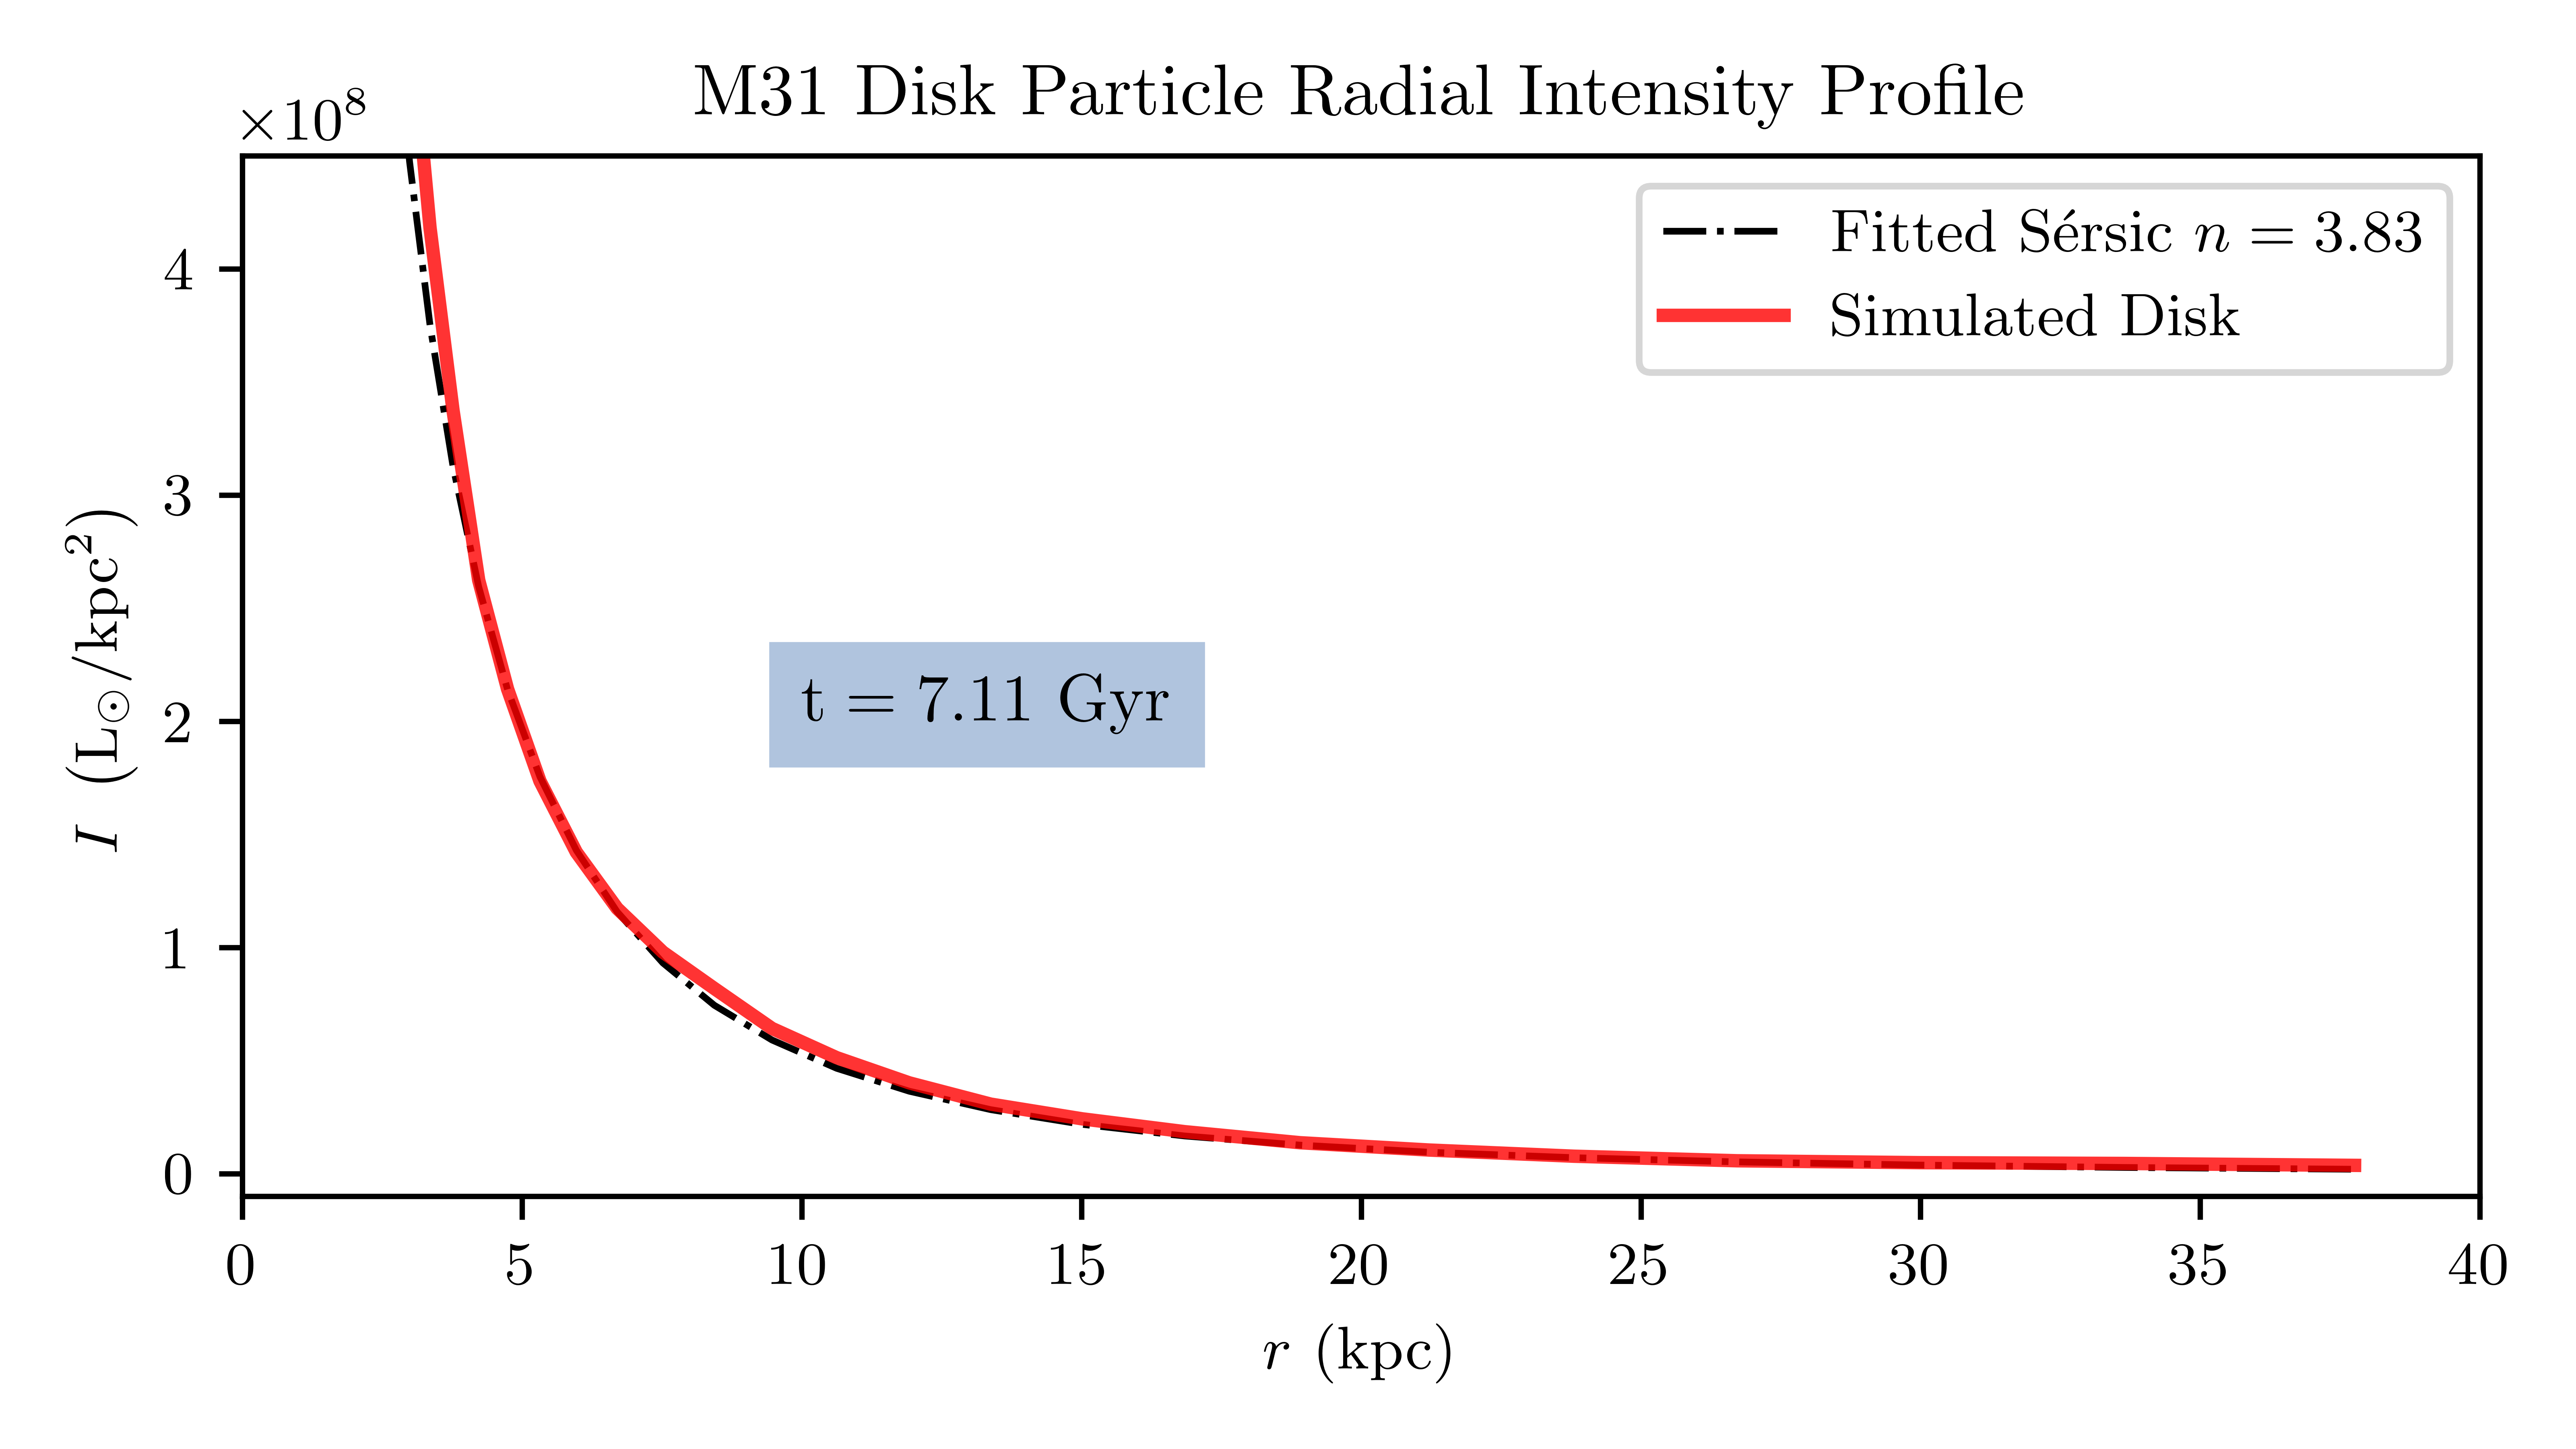 M31 Disk Particle Radial Intensity Profile
×10⁸
Fitted Sérsic n = 3.83
Simulated Disk
4
3
2
1
0
I (L⊙/kpc²)
t = 7.11 Gyr
0 5 10 15 20 25 30 35 40
r (kpc)